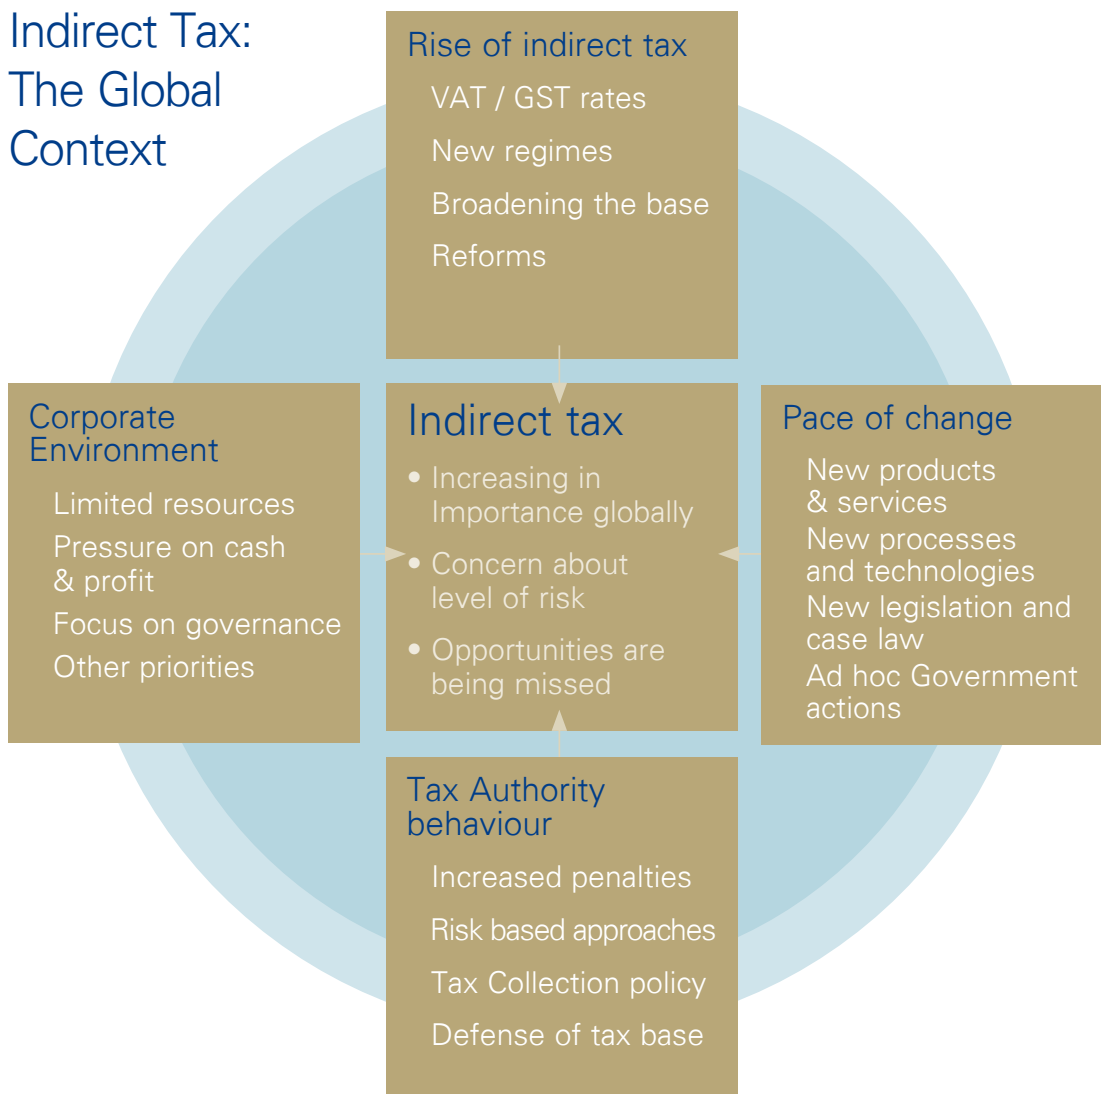 Indirect Tax:
The Global
Context
Rise of indirect tax
VAT / GST rates
New regimes
Broadening the base
Reforms
Corporate
Environment
Limited resources
Pressure on cash
& profit
Focus on governance
Other priorities
Indirect tax
• Increasing in
Importance globally
• Concern about
level of risk
• Opportunities are
being missed
Pace of change
New products
& services
New processes
and technologies
New legislation and
case law
Ad hoc Government
actions
Tax Authority
behaviour
Increased penalties
Risk based approaches
Tax Collection policy
Defense of tax base